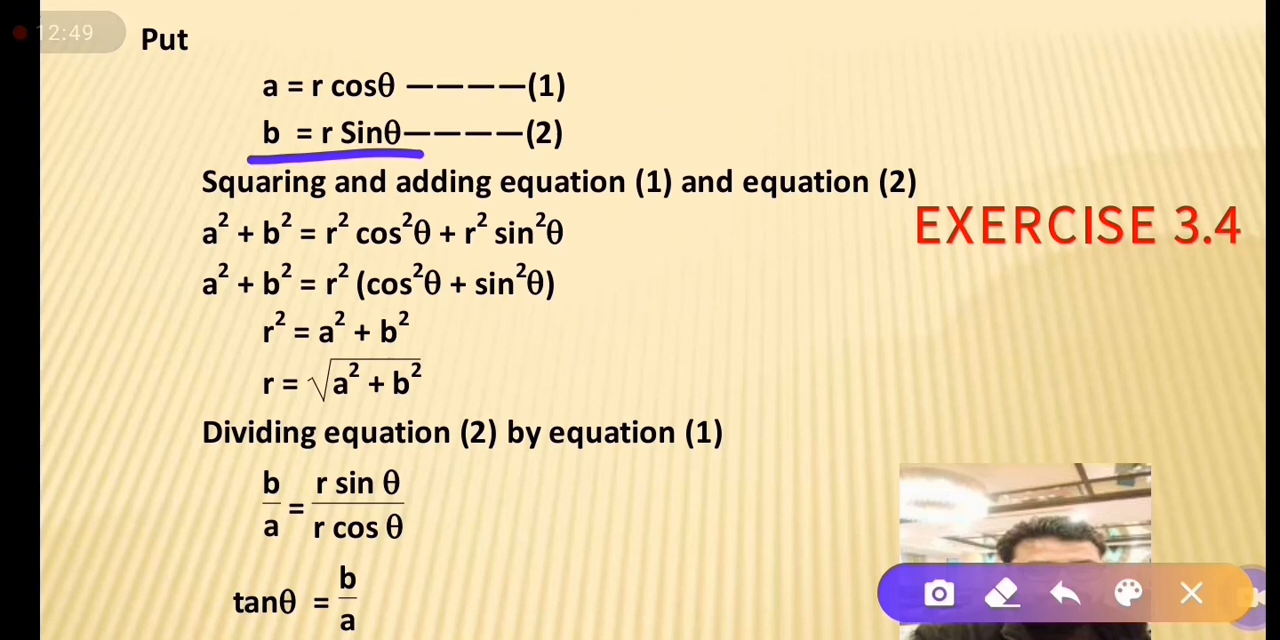 12:49
Put
a = r cosθ ————(1)
b = r Sinθ————(2)
Squaring and adding equation (1) and equation (2)
EXERCISE 3.4
a² + b² = r² cos²θ + r² sin²θ
a² + b² = r² (cos²θ + sin²θ)
r² = a² + b²
r = √(a² + b²)
Dividing equation (2) by equation (1)
b/a = r sin θ / r cos θ
tanθ = b/a